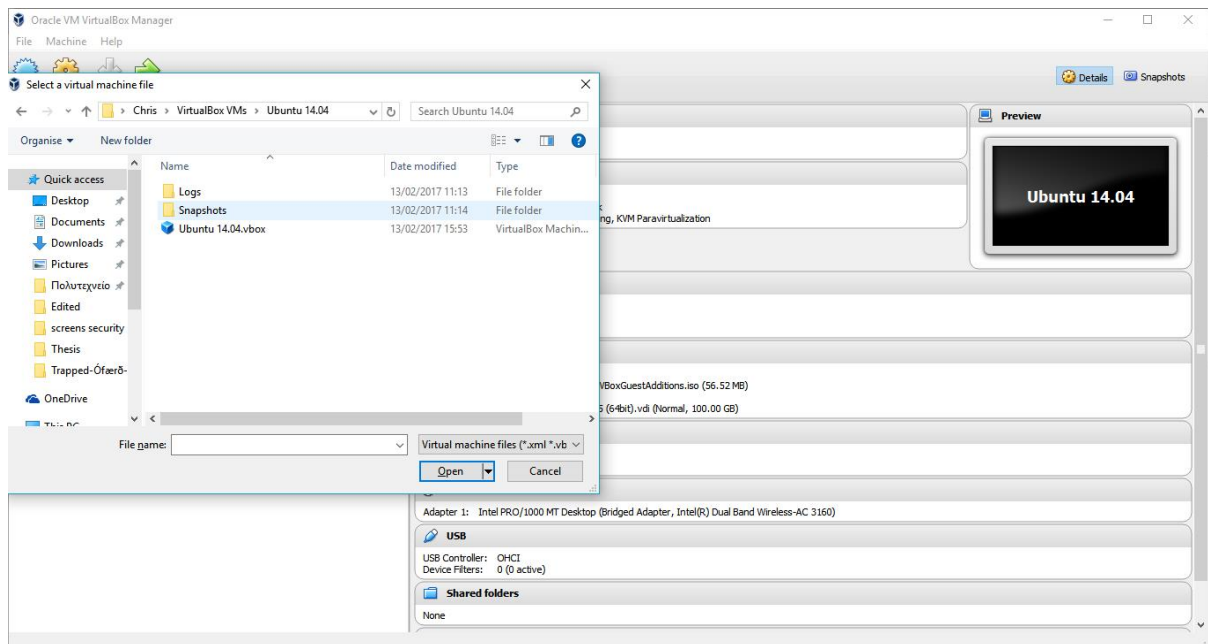 Oracle VM VirtualBox Manager
File Machine Help
Details Snapshots
Select a virtual machine file
Chris > VirtualBox VMs > Ubuntu 14.04
Search Ubuntu 14.04
Organise New folder
Quick access
Desktop
Documents
Downloads
Pictures
Πολυτεχνείο
Edited
screens security
Thesis
Trapped-Ófærð-
OneDrive
This PC
Name Date modified Type
Logs 13/02/2017 11:13 File folder
Snapshots 13/02/2017 11:14 File folder
Ubuntu 14.04.vbox 13/02/2017 15:53 VirtualBox Machin...
File name: Virtual machine files (*.xml *.vb
Open Cancel
Preview
Ubuntu 14.04
ng, KVM Paravirtualization
VBoxGuestAdditions.iso (56.52 MB)
(64bit).vdi (Normal, 100.00 GB)
Adapter 1: Intel PRO/1000 MT Desktop (Bridged Adapter, Intel(R) Dual Band Wireless-AC 3160)
USB
USB Controller: OHCI
Device Filters: 0 (0 active)
Shared folders
None